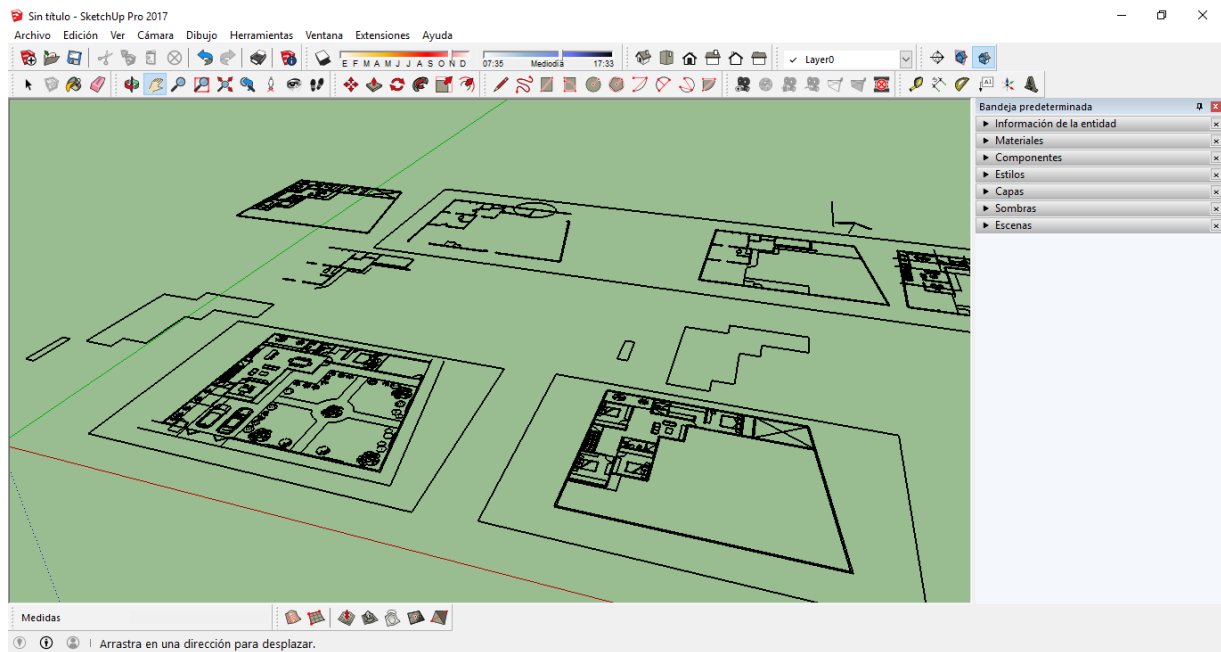 Sin título - SketchUp Pro 2017
Archivo Edición Ver Cámara Dibujo Herramientas Ventana Extensiones Ayuda
E F M A M J J A S O N D 07:35 Mediodía 17:33 Layer0
Bandeja predeterminada
Información de la entidad
Materiales
Componentes
Estilos
Capas
Sombras
Escenas
Medidas
Arrastra en una dirección para desplazar.